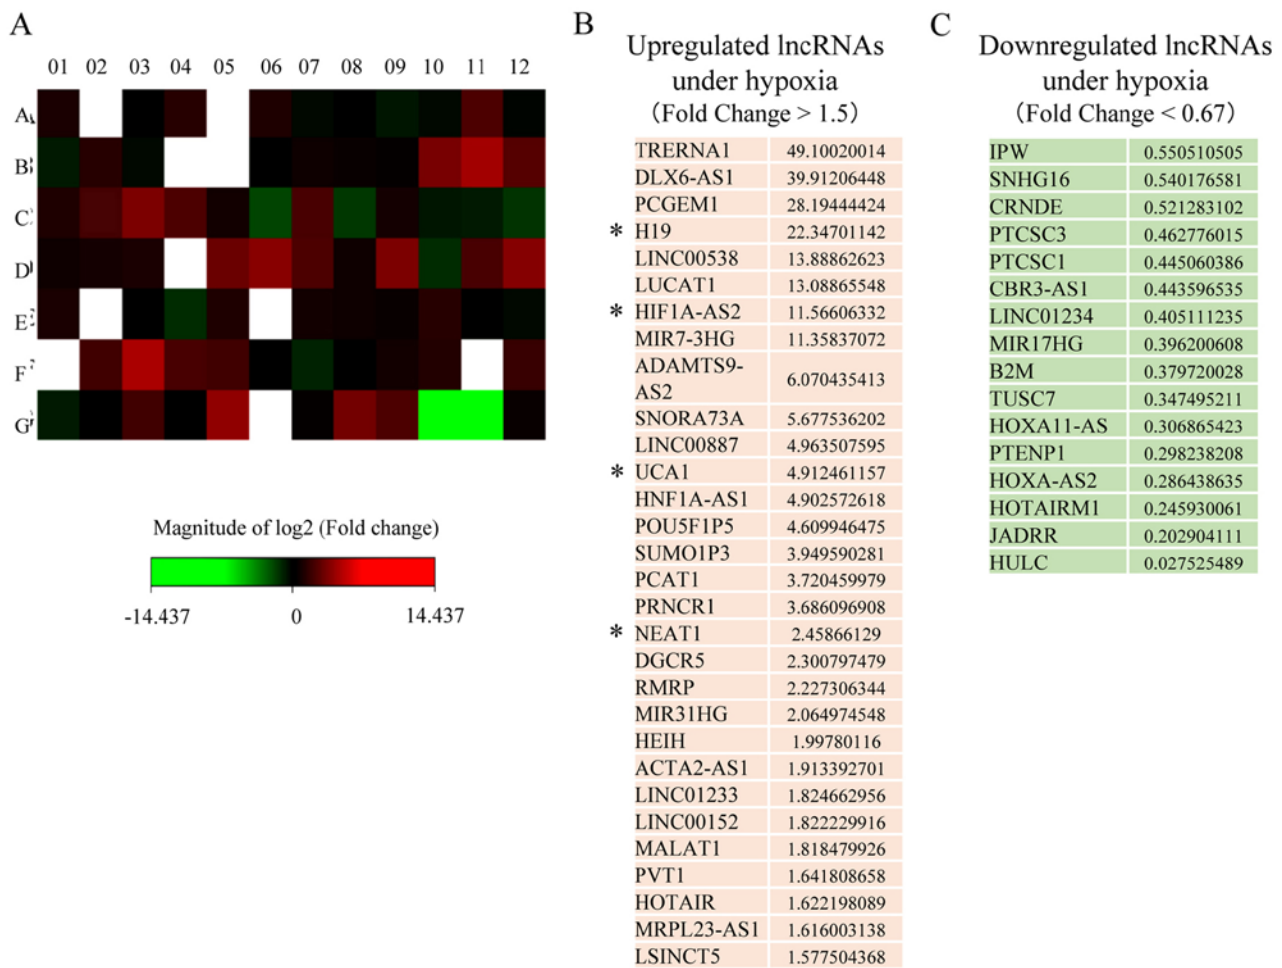 A
01 02 03 04 05 06 07 08 09 10 11 12
A
B
C
D
E
F
G
Magnitude of log2 (Fold change)
-14.437 0 14.437
B
Upregulated lncRNAs
under hypoxia
(Fold Change > 1.5)
TRERNA1 49.10020014
DLX6-AS1 39.91206448
PCGEM1 28.19444424
* H19 22.34701142
LINC00538 13.88862623
LUCAT1 13.08865548
* HIF1A-AS2 11.56606332
MIR7-3HG 11.35837072
ADAMTS9-
AS2 6.070435413
SNORA73A 5.677536202
LINC00887 4.963507595
* UCA1 4.912461157
HNF1A-AS1 4.902572618
POU5F1P5 4.609946475
SUMO1P3 3.949590281
PCAT1 3.720459979
PRNCR1 3.686096908
* NEAT1 2.45866129
DGCR5 2.300797479
RMRP 2.227306344
MIR31HG 2.064974548
HEIH 1.99780116
ACTA2-AS1 1.913392701
LINC01233 1.824662956
LINC00152 1.822229916
MALAT1 1.818479926
PVT1 1.641808658
HOTAIR 1.622198089
MRPL23-AS1 1.616003138
LSINCT5 1.577504368
C
Downregulated lncRNAs
under hypoxia
(Fold Change < 0.67)
IPW 0.550510505
SNHG16 0.540176581
CRNDE 0.521283102
PTCSC3 0.462776015
PTCSC1 0.445060386
CBR3-AS1 0.443596535
LINC01234 0.405111235
MIR17HG 0.396200608
B2M 0.379720028
TUSC7 0.347495211
HOXA11-AS 0.306865423
PTENP1 0.298238208
HOXA-AS2 0.286438635
HOTAIRM1 0.245930061
JADRR 0.202904111
HULC 0.027525489